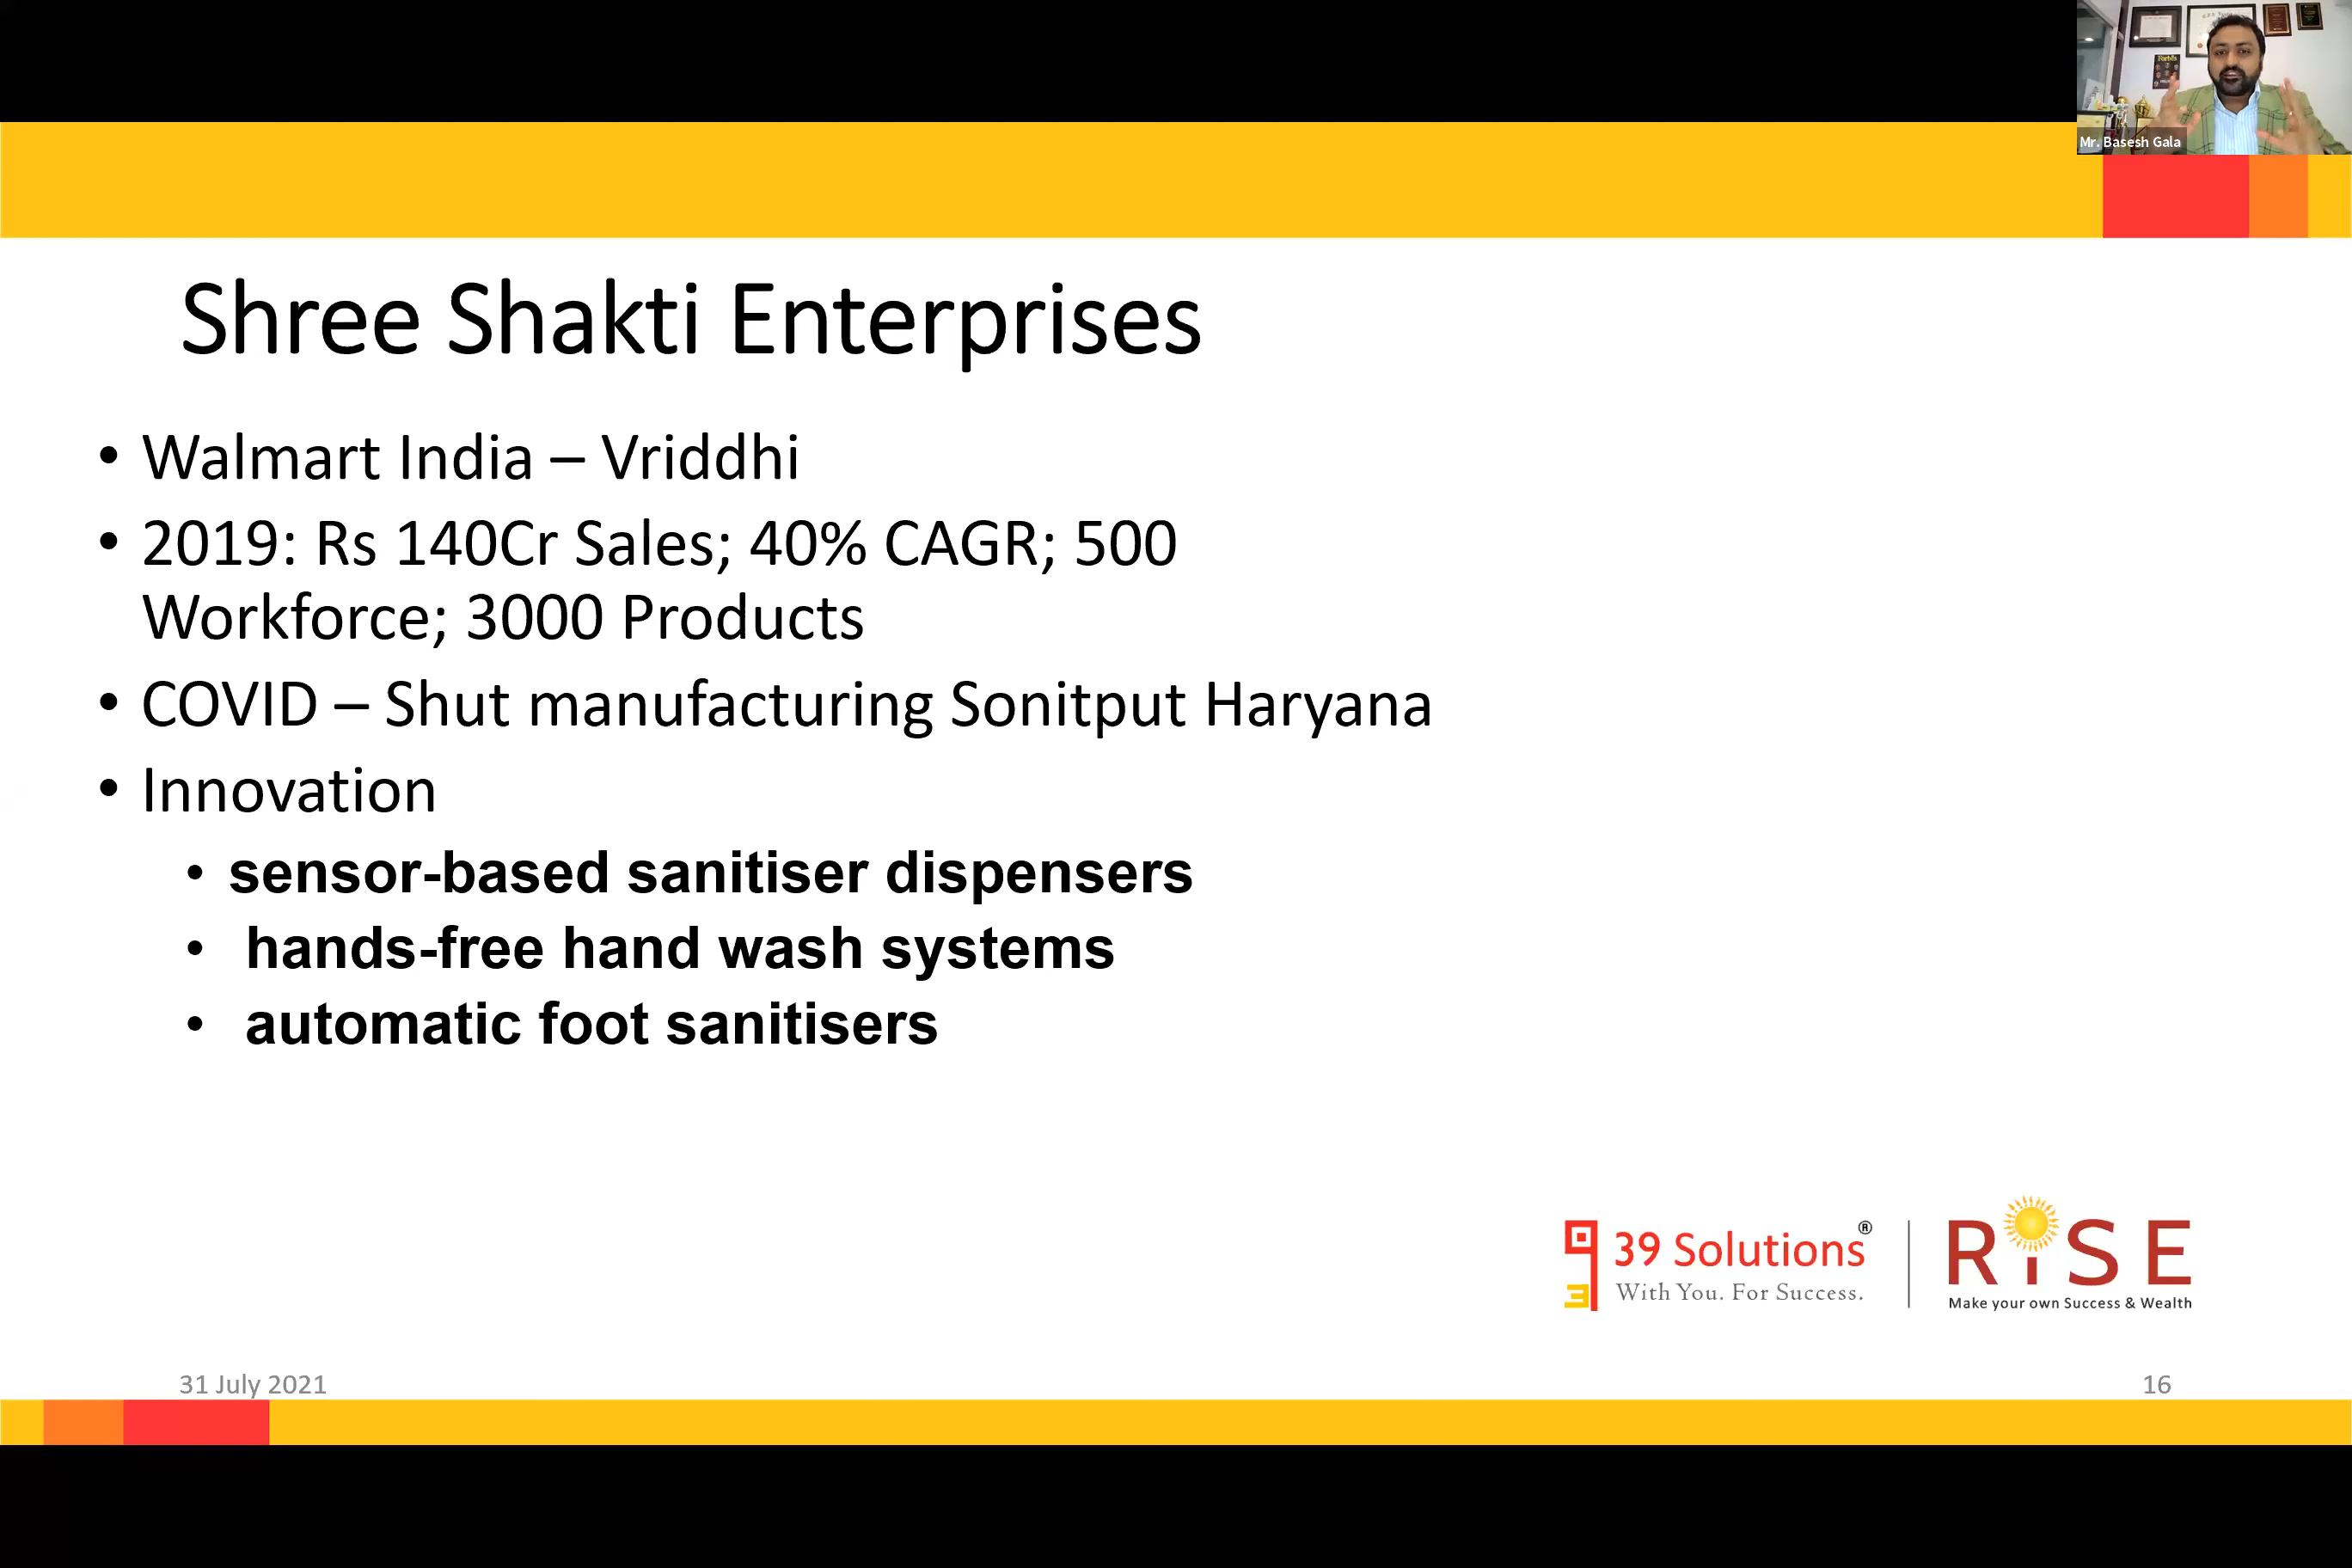 Mr. Basesh Gala
Shree Shakti Enterprises
• Walmart India – Vriddhi
• 2019: Rs 140Cr Sales; 40% CAGR; 500
Workforce; 3000 Products
• COVID – Shut manufacturing Sonitput Haryana
• Innovation
• sensor-based sanitiser dispensers
• hands-free hand wash systems
• automatic foot sanitisers
39 Solutions®
With You. For Success.
RiSE
Make your own Success & Wealth
31 July 2021
16